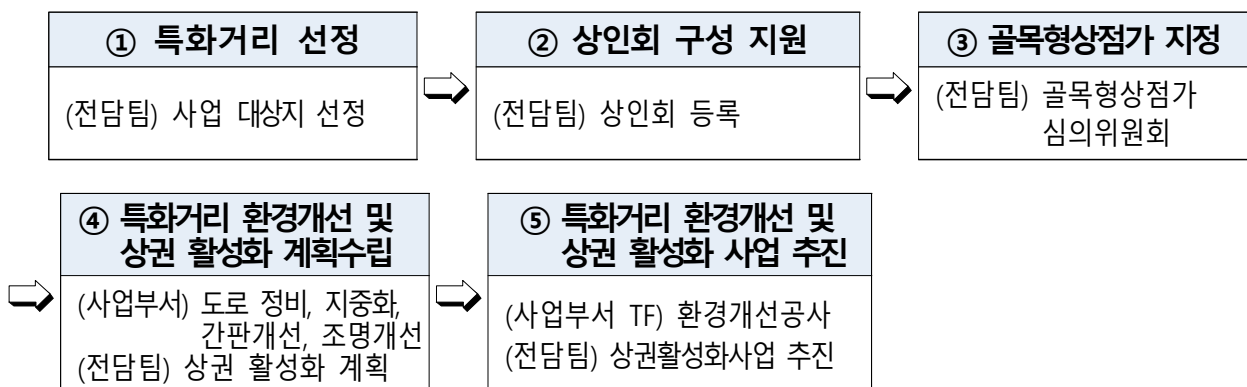 ① 특화거리 선정
(전담팀) 사업 대상지 선정
② 상인회 구성 지원
(전담팀) 상인회 등록
③ 골목형상점가 지정
(전담팀) 골목형상점가
심의위원회
④ 특화거리 환경개선 및
상권 활성화 계획수립
(사업부서) 도로 정비, 지중화,
간판개선, 조명개선
(전담팀) 상권 활성화 계획
⑤ 특화거리 환경개선 및
상권 활성화 사업 추진
(사업부서 TF) 환경개선공사
(전담팀) 상권활성화사업 추진